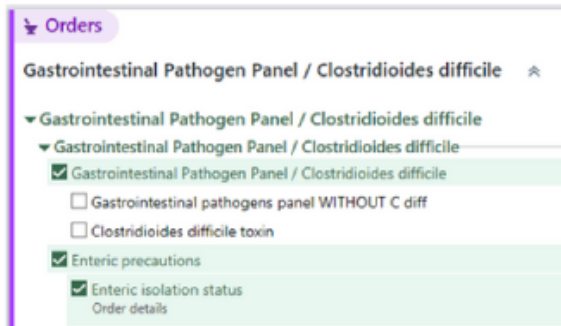 Orders
Gastrointestinal Pathogen Panel / Clostridioides difficile
Gastrointestinal Pathogen Panel / Clostridioides difficile
Gastrointestinal Pathogen Panel / Clostridioides difficile
Gastrointestinal Pathogen Panel / Clostridioides difficile
Gastrointestinal pathogens panel WITHOUT C diff
Clostridioides difficile toxin
Enteric precautions
Enteric isolation status
Order details